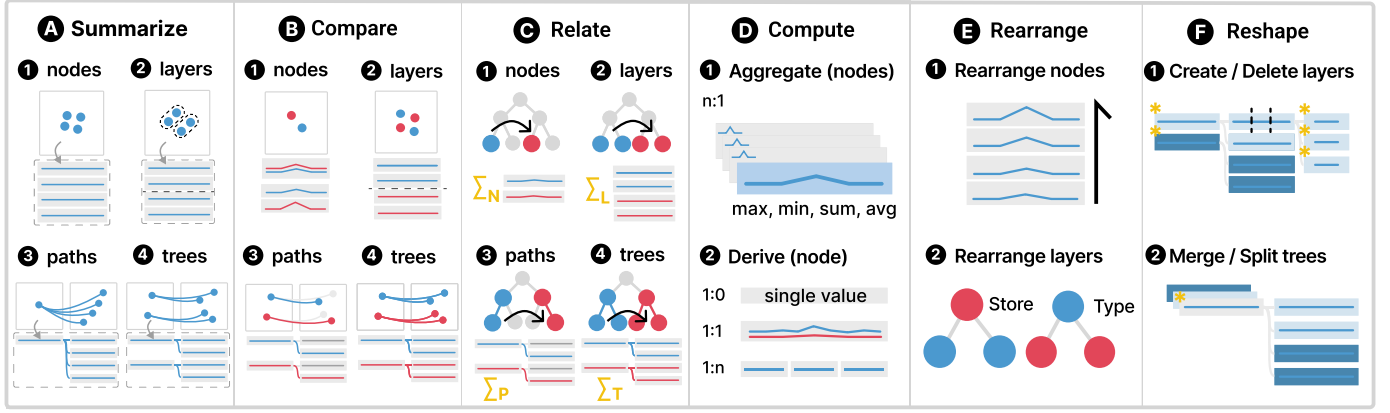 A Summarize
1 nodes
2 layers
3 paths
4 trees
B Compare
1 nodes
2 layers
3 paths
4 trees
C Relate
1 nodes
2 layers
∑N
∑L
3 paths
4 trees
∑P
∑T
D Compute
1 Aggregate (nodes)
n:1
max, min, sum, avg
2 Derive (node)
1:0
single value
1:1
1:n
E Rearrange
1 Rearrange nodes
2 Rearrange layers
Store
Type
F Reshape
1 Create / Delete layers
2 Merge / Split trees